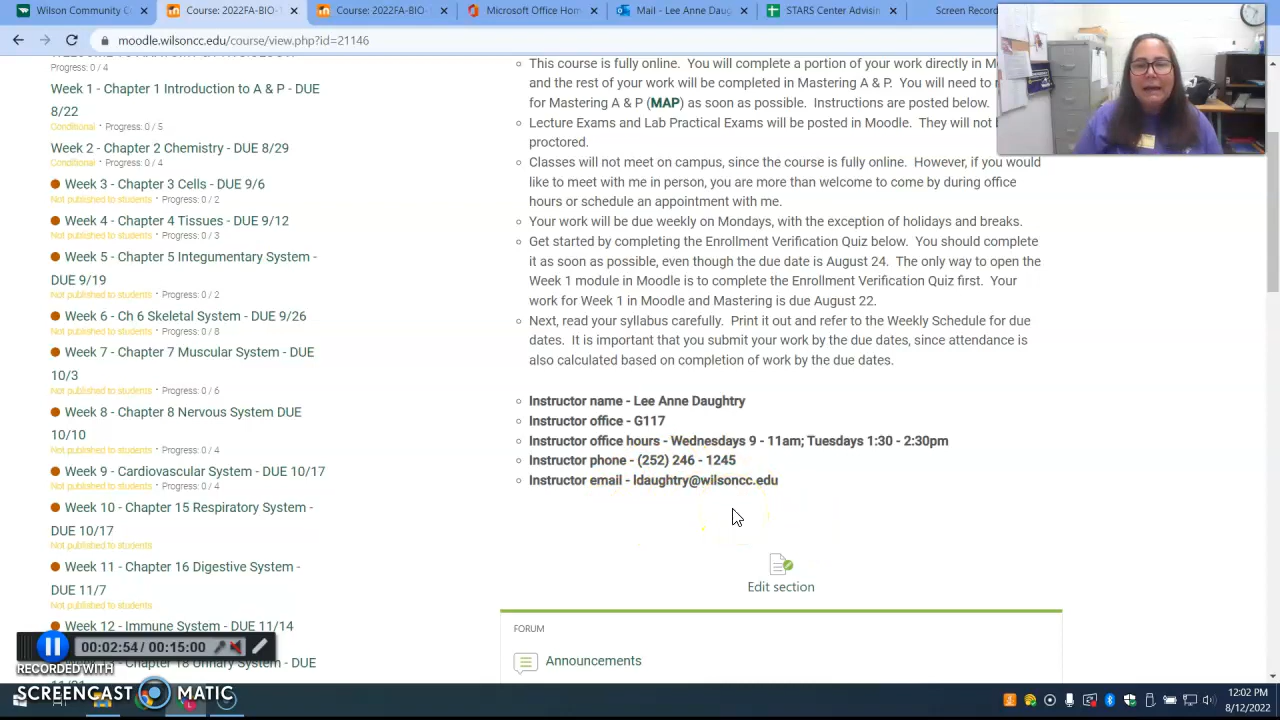 Wilson Community C
Course: 2022FA-BIO-
Course: 2022FA-BIO-
Microsoft Office Hom
Mail - Lee Anne Daug
STARS Center Advisin
Screen Record
moodle.wilsoncc.edu/course/view.php?id=21146
Progress: 0 / 4
Week 1 - Chapter 1 Introduction to A & P - DUE
8/22
Conditional · Progress: 0 / 5
Week 2 - Chapter 2 Chemistry - DUE 8/29
Conditional · Progress: 0 / 4
Week 3 - Chapter 3 Cells - DUE 9/6
Not published to students · Progress: 0 / 2
Week 4 - Chapter 4 Tissues - DUE 9/12
Not published to students · Progress: 0 / 3
Week 5 - Chapter 5 Integumentary System -
DUE 9/19
Not published to students · Progress: 0 / 2
Week 6 - Ch 6 Skeletal System - DUE 9/26
Not published to students · Progress: 0 / 8
Week 7 - Chapter 7 Muscular System - DUE
10/3
Not published to students · Progress: 0 / 6
Week 8 - Chapter 8 Nervous System DUE
10/10
Not published to students · Progress: 0 / 4
Week 9 - Cardiovascular System - DUE 10/17
Not published to students · Progress: 0 / 4
Week 10 - Chapter 15 Respiratory System -
DUE 10/17
Not published to students
Week 11 - Chapter 16 Digestive System -
DUE 11/7
Not published to students
Week 12 - Immune System - DUE 11/14
Chapter 18 Urinary System - DUE
This course is fully online. You will complete a portion of your work directly in M
and the rest of your work will be completed in Mastering A & P. You will need to
for Mastering A & P (MAP) as soon as possible. Instructions are posted below.
Lecture Exams and Lab Practical Exams will be posted in Moodle. They will not
proctored.
Classes will not meet on campus, since the course is fully online. However, if you would
like to meet with me in person, you are more than welcome to come by during office
hours or schedule an appointment with me.
Your work will be due weekly on Mondays, with the exception of holidays and breaks.
Get started by completing the Enrollment Verification Quiz below. You should complete
it as soon as possible, even though the due date is August 24. The only way to open the
Week 1 module in Moodle is to complete the Enrollment Verification Quiz first. Your
work for Week 1 in Moodle and Mastering is due August 22.
Next, read your syllabus carefully. Print it out and refer to the Weekly Schedule for due
dates. It is important that you submit your work by the due dates, since attendance is
also calculated based on completion of work by the due dates.
Instructor name - Lee Anne Daughtry
Instructor office - G117
Instructor office hours - Wednesdays 9 - 11am; Tuesdays 1:30 - 2:30pm
Instructor phone - (252) 246 - 1245
Instructor email - ldaughtry@wilsoncc.edu
Edit section
FORUM
Announcements
00:02:54 / 00:15:00
RECORDED WITH
SCREENCAST MATIC
12:02 PM
8/12/2022